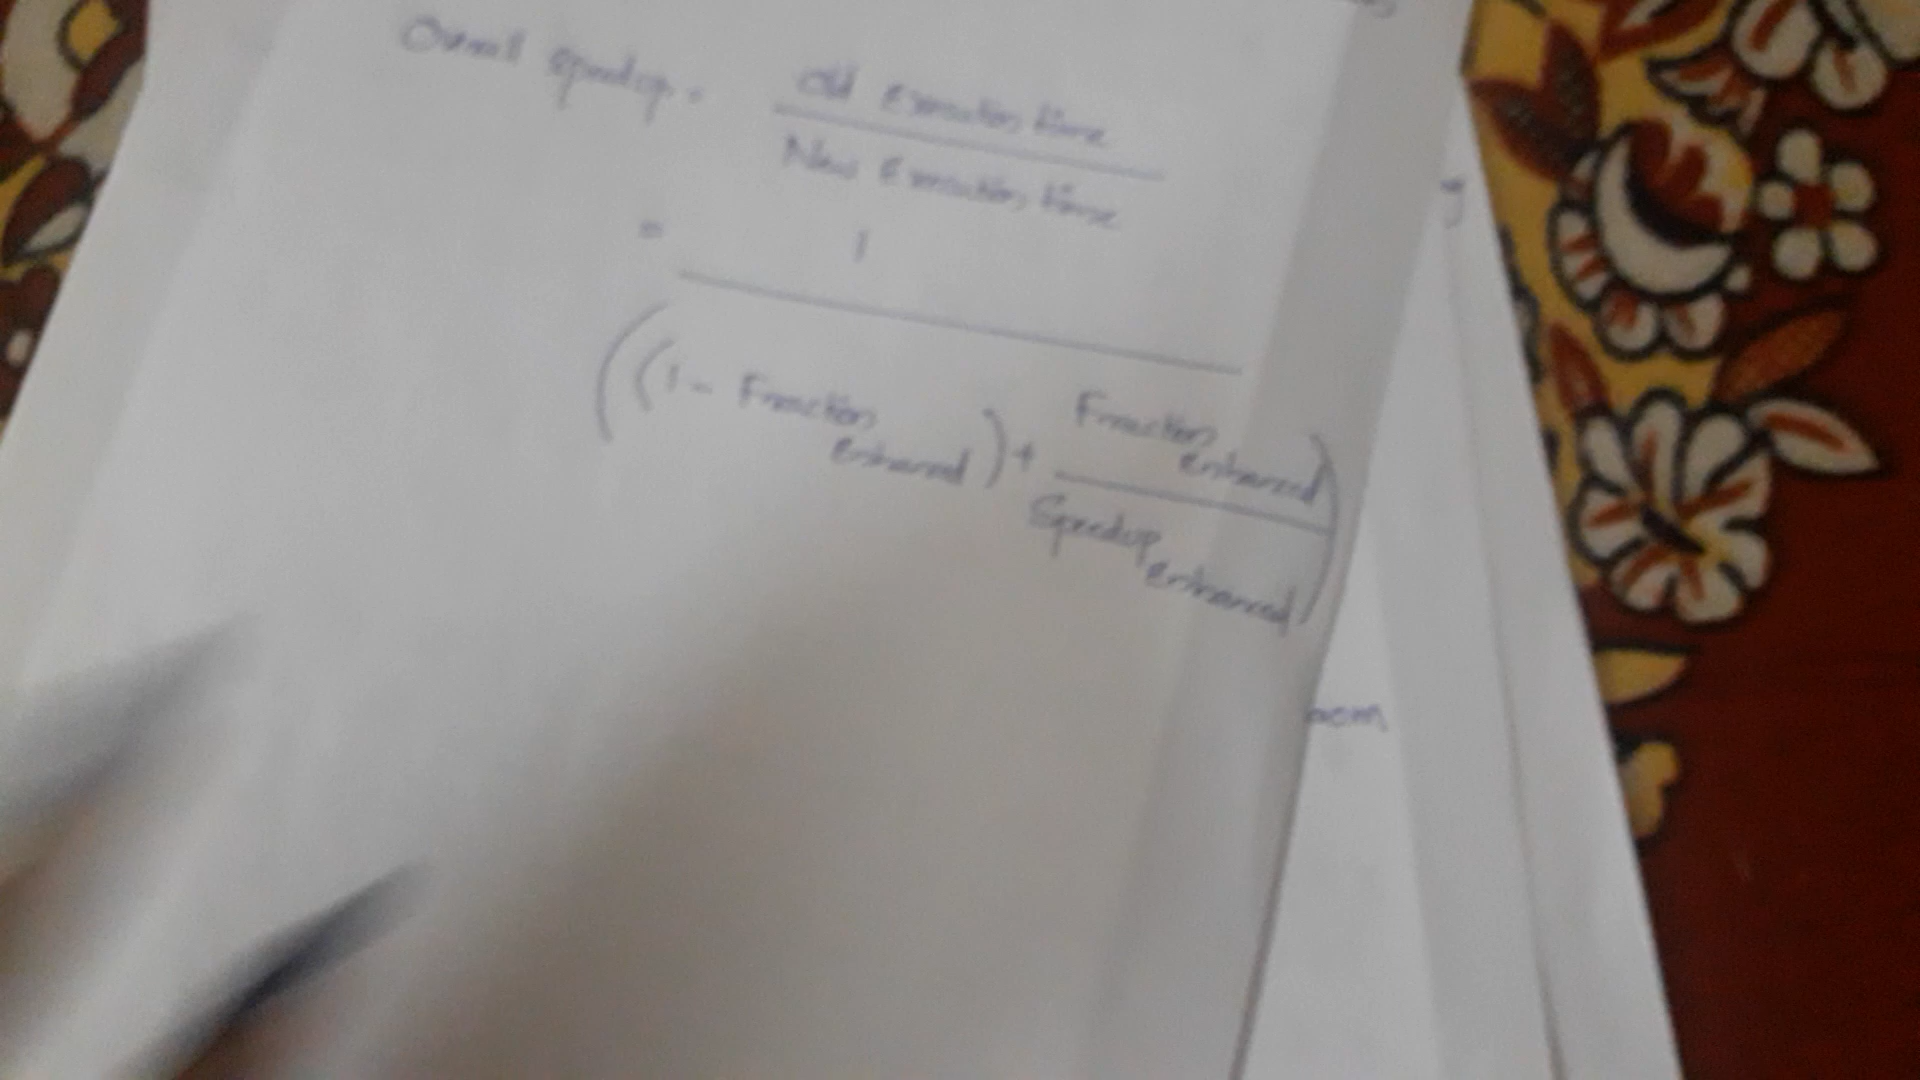 Overall speedup = Old Execution time
New Execution time
= 1
((1 - Fraction enhanced) + Fraction enhanced
Speedup enhanced)